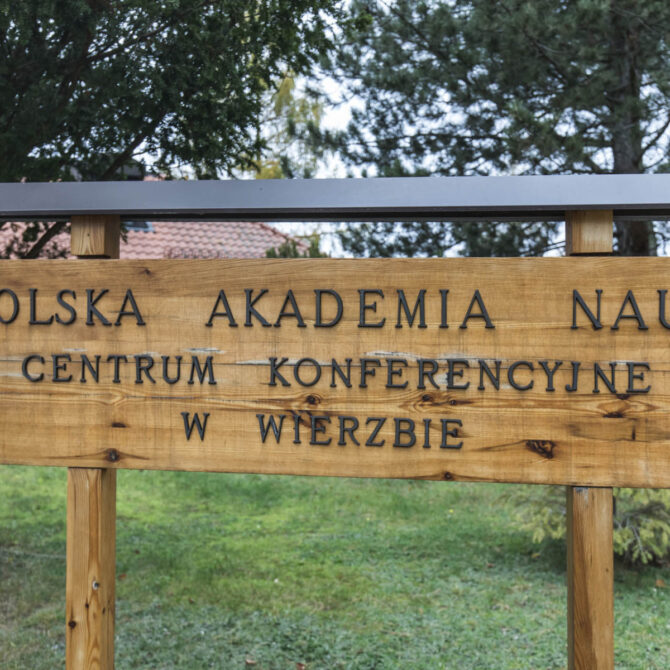 OLSKA AKADEMIA NAU
CENTRUM KONFERENCYJNE
W WIERZBIE